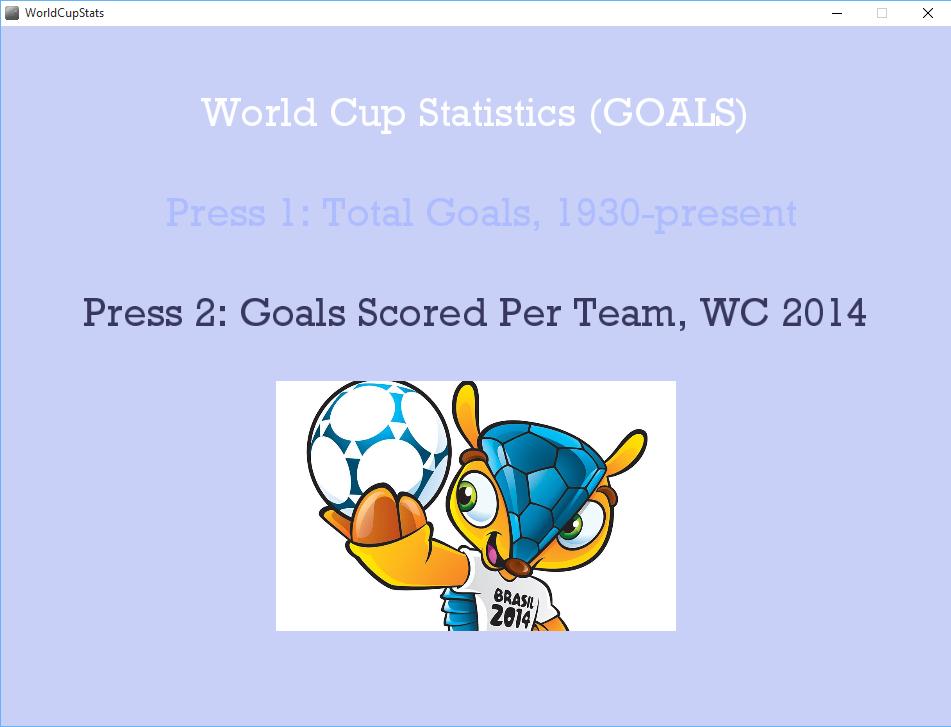 WorldCupStats
World Cup Statistics (GOALS)
Press 1: Total Goals, 1930-present
Press 2: Goals Scored Per Team, WC 2014
BRASIL
2014